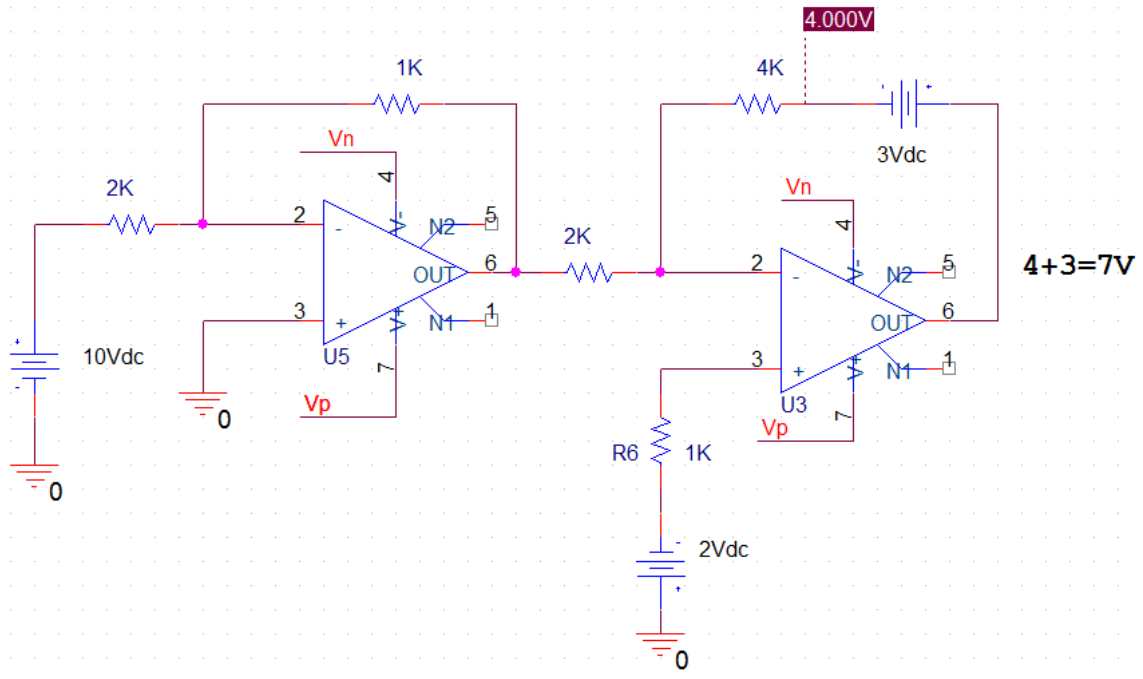 4.000V
1K
4K
Vn
4
3Vdc
2K
2
-
V-
N2
5
OUT
6
3
+
V+
N1
1
U5
7
Vp
10Vdc
0
0
2K
Vn
4
2
-
V-
N2
5
OUT
6
4+3=7V
3
+
V+
N1
1
U3
7
Vp
R6
1K
-
2Vdc
+
0